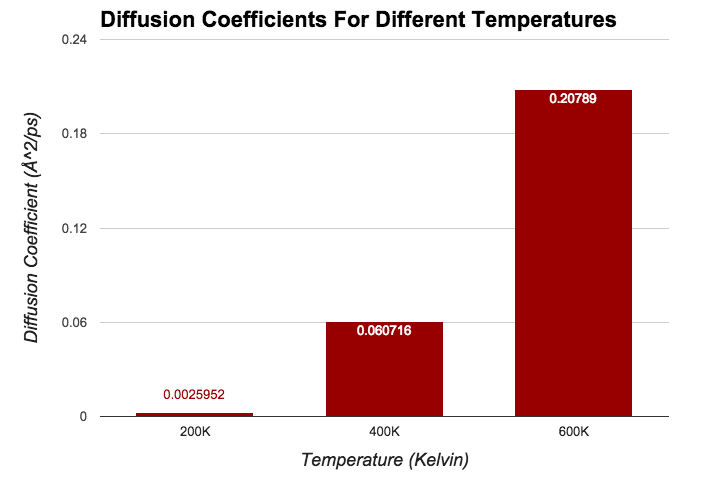 Diffusion Coefficients For Different Temperatures
Diffusion Coefficient (Å^2/ps)
0.24
0.18
0.12
0.06
0
0.0025952
0.060716
0.20789
200K
400K
600K
Temperature (Kelvin)